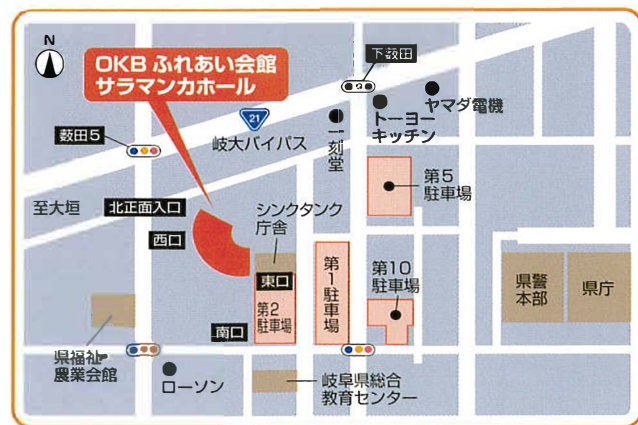 N
OKB ふれあい会館
サラマンカホール
下薮田
ヤマダ電機
トーヨー
キッチン
一刻堂
21
岐大バイパス
薮田5
第5
駐車場
至大垣
北正面入口
シンクタンク
庁舎
西口
東口
第1駐車場
第10
駐車場
県警
本部
県庁
第2
駐車場
南口
県福祉・
農業会館
ローソン
岐阜県総合
教育センター